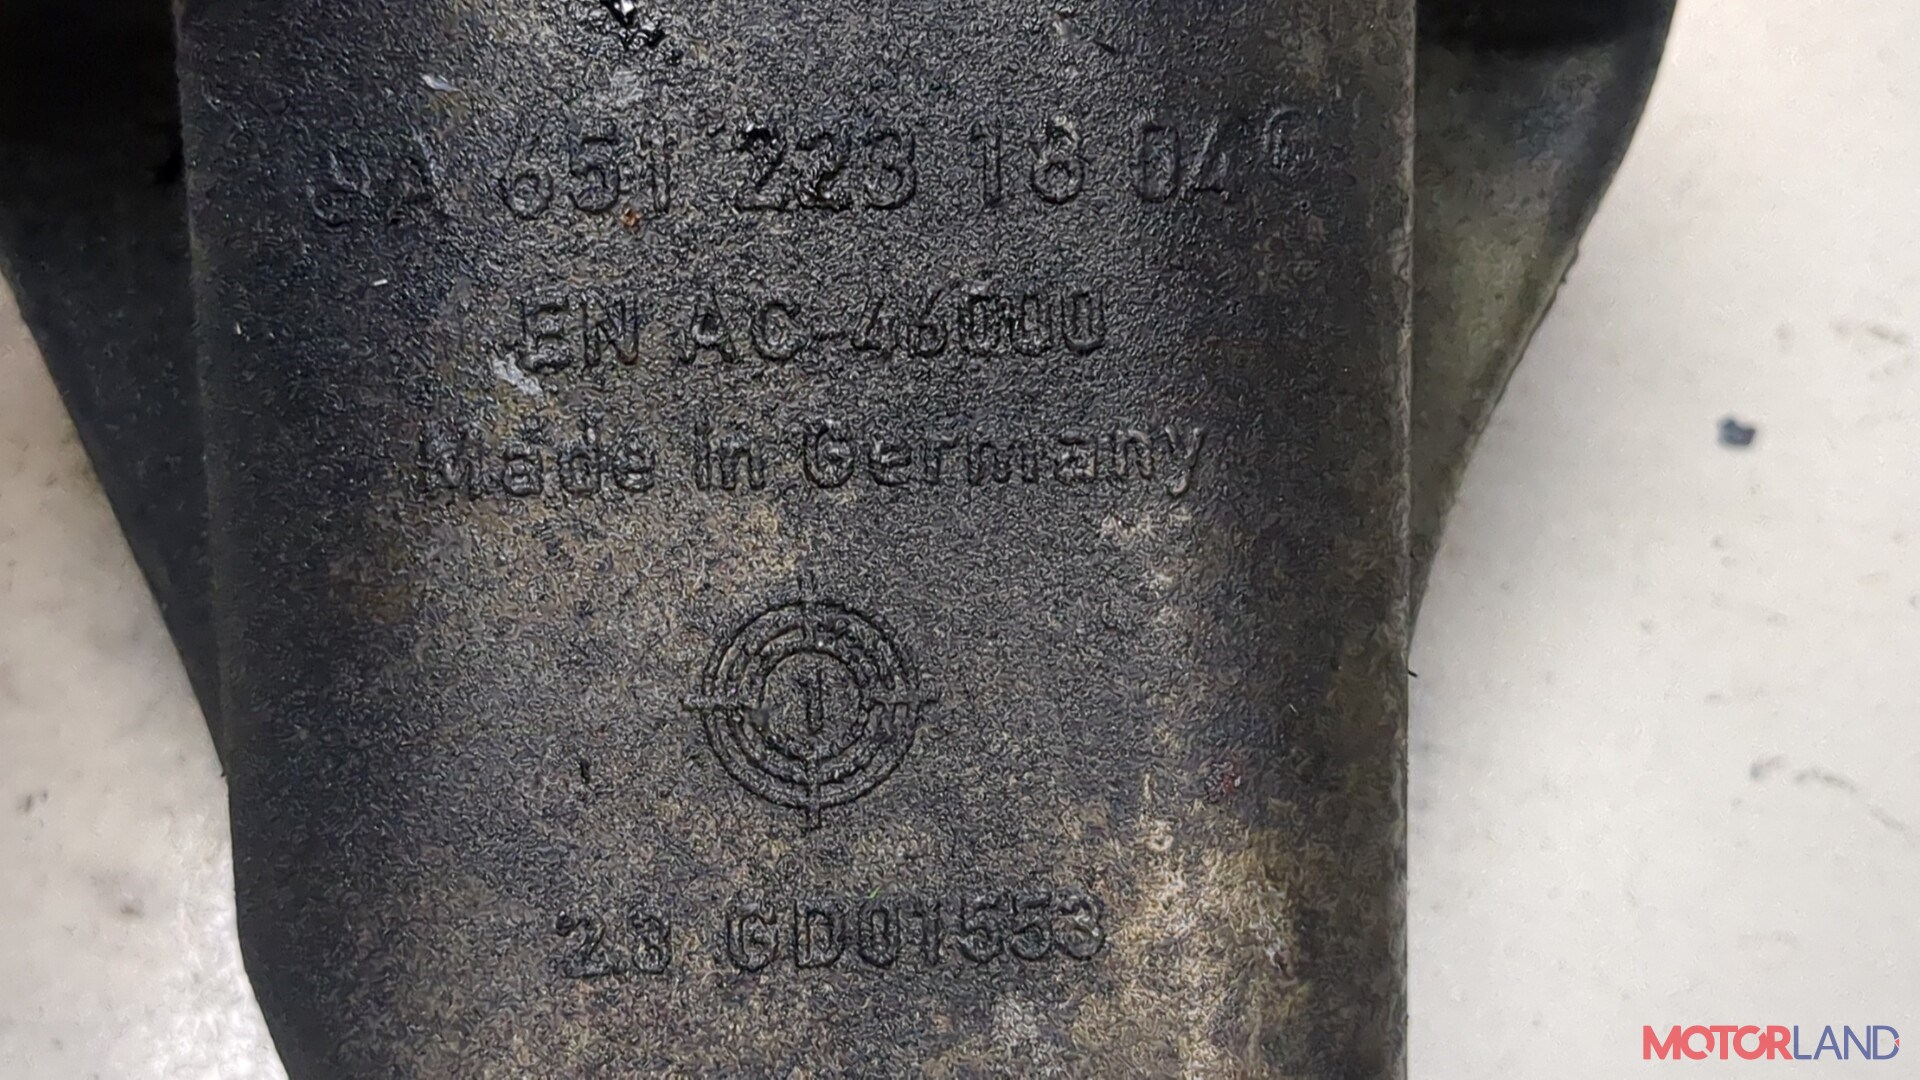 651 223 18 04
EN AC-46000
Made in Germany
1
23 GD01553
MOTORLAND